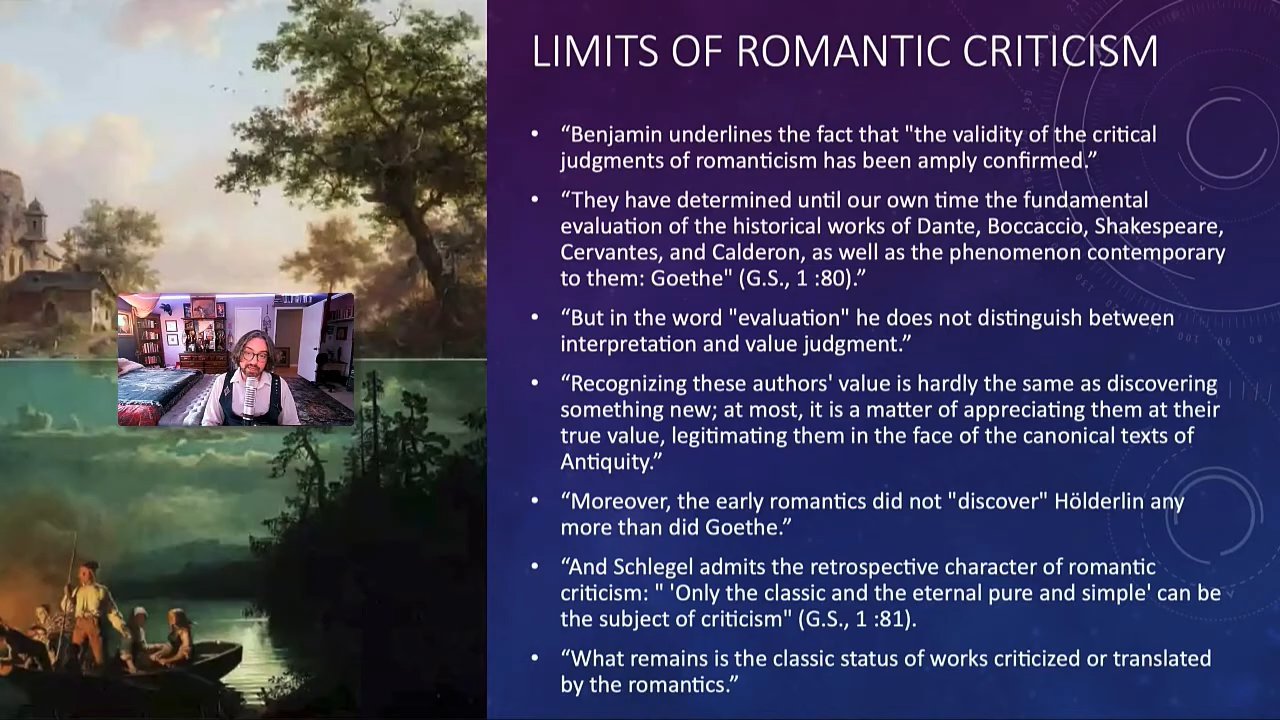 LIMITS OF ROMANTIC CRITICISM
• “Benjamin underlines the fact that "the validity of the critical
judgments of romanticism has been amply confirmed.”
• “They have determined until our own time the fundamental
evaluation of the historical works of Dante, Boccaccio, Shakespeare,
Cervantes, and Calderon, as well as the phenomenon contemporary
to them: Goethe" (G.S., 1 :80).”
• “But in the word "evaluation" he does not distinguish between
interpretation and value judgment.”
• “Recognizing these authors' value is hardly the same as discovering
something new; at most, it is a matter of appreciating them at their
true value, legitimating them in the face of the canonical texts of
Antiquity.”
• “Moreover, the early romantics did not "discover" Hölderlin any
more than did Goethe.”
• “And Schlegel admits the retrospective character of romantic
criticism: " 'Only the classic and the eternal pure and simple' can be
the subject of criticism" (G.S., 1 :81).
• “What remains is the classic status of works criticized or translated
by the romantics.”